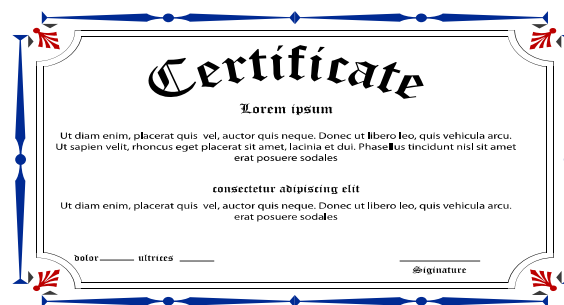 Certificate
Lorem ipsum
Ut diam enim, placerat quis vel, auctor quis neque. Donec ut libero leo, quis vehicula arcu.
Ut sapien velit, rhoncus eget placerat sit amet, lacinia et dui. Phasellus tincidunt nisl sit amet
erat posuere sodales
consectetur adipiscing elit
Ut diam enim, placerat quis vel, auctor quis neque. Donec ut libero leo, quis vehicula arcu.
erat posuere sodales
dolor ultrices
Siginature